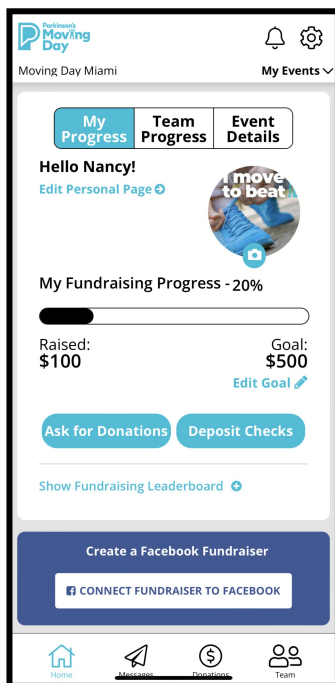 Parkinson's
Moving
Day
Moving Day Miami
My Events
My Progress
Team Progress
Event Details
Hello Nancy!
Edit Personal Page
I move
to beat
My Fundraising Progress - 20%
Raised:
$100
Goal:
$500
Edit Goal
Ask for Donations
Deposit Checks
Show Fundraising Leaderboard
Create a Facebook Fundraiser
CONNECT FUNDRAISER TO FACEBOOK
Home
Messages
Donations
Team